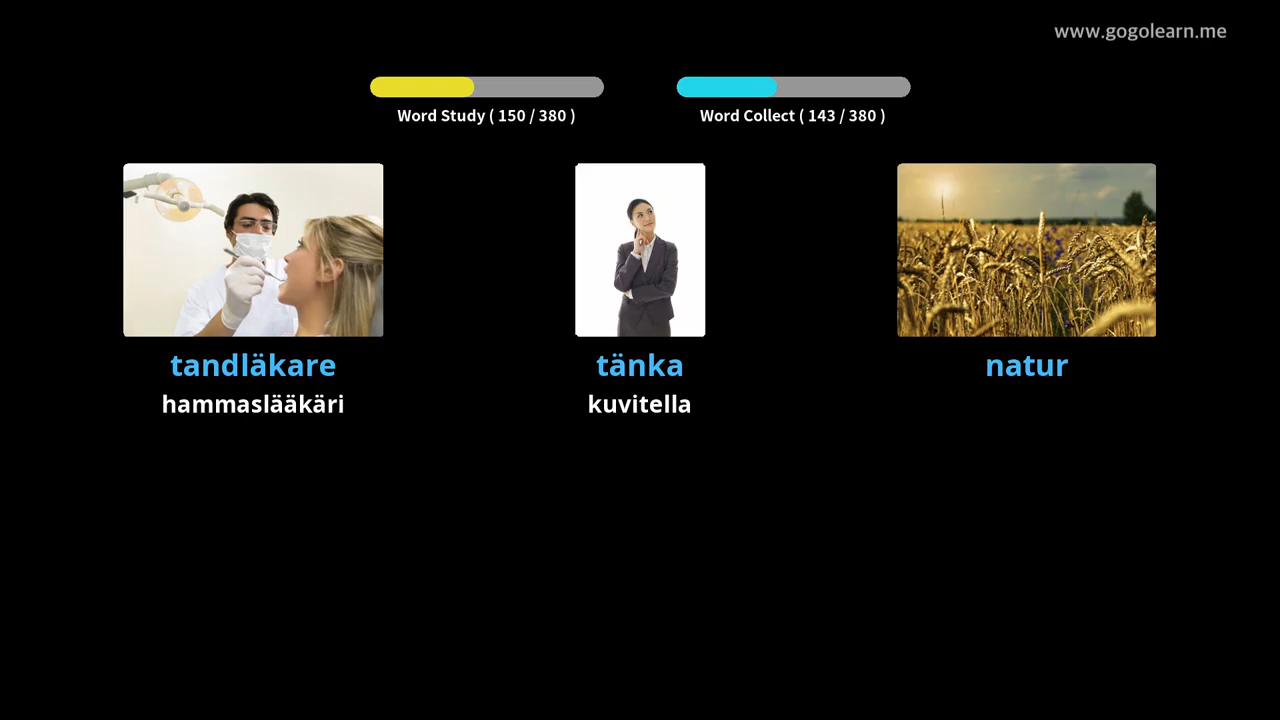 www.gogolearn.me
Word Study ( 150 / 380 )
Word Collect ( 143 / 380 )
tandläkare
hammaslääkäri
tänka
kuvitella
natur